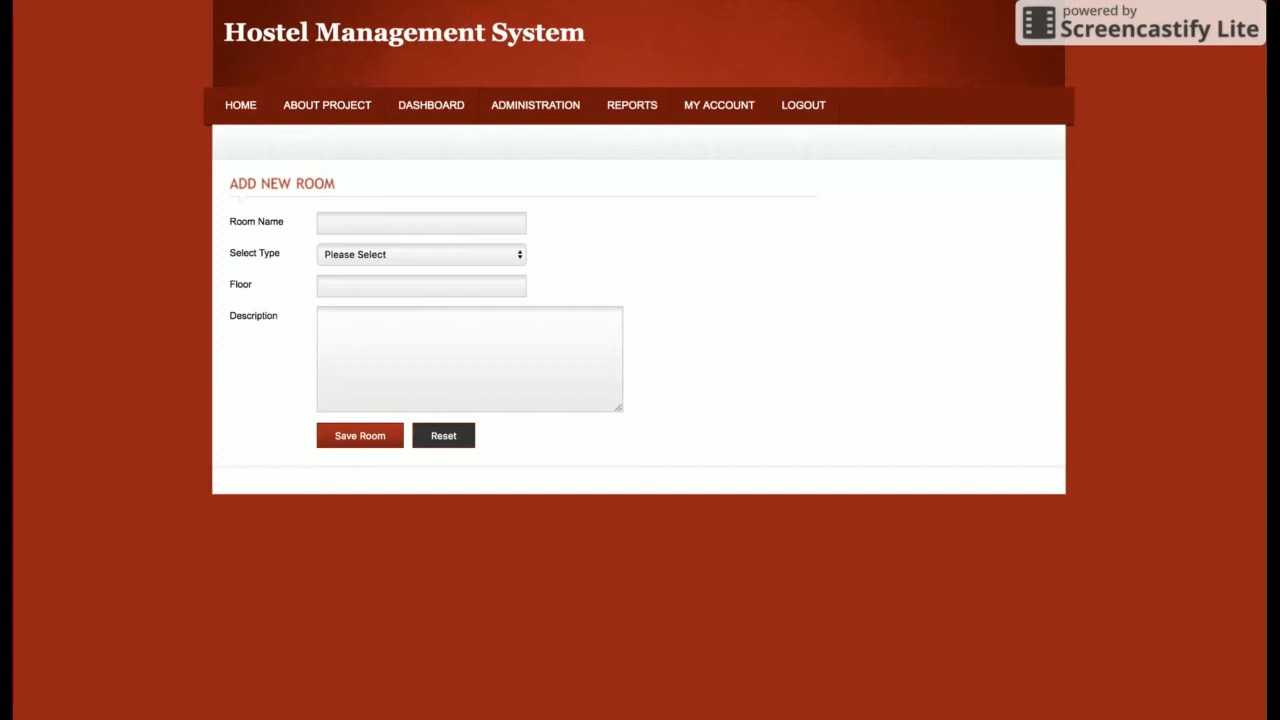 Hostel Management System
powered by
Screencastify Lite
HOME ABOUT PROJECT DASHBOARD ADMINISTRATION REPORTS MY ACCOUNT LOGOUT
ADD NEW ROOM
Room Name
Select Type Please Select
Floor
Description
Save Room Reset